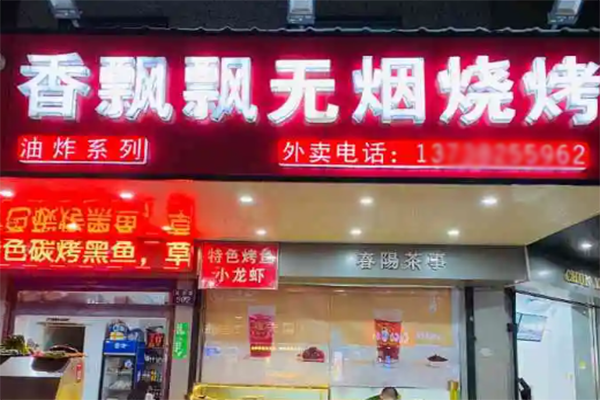 香飘飘无烟烧烤
油炸系列
外卖电话：
色碳烤黑鱼，草
特色烤鱼
小龙虾
春陽茶事